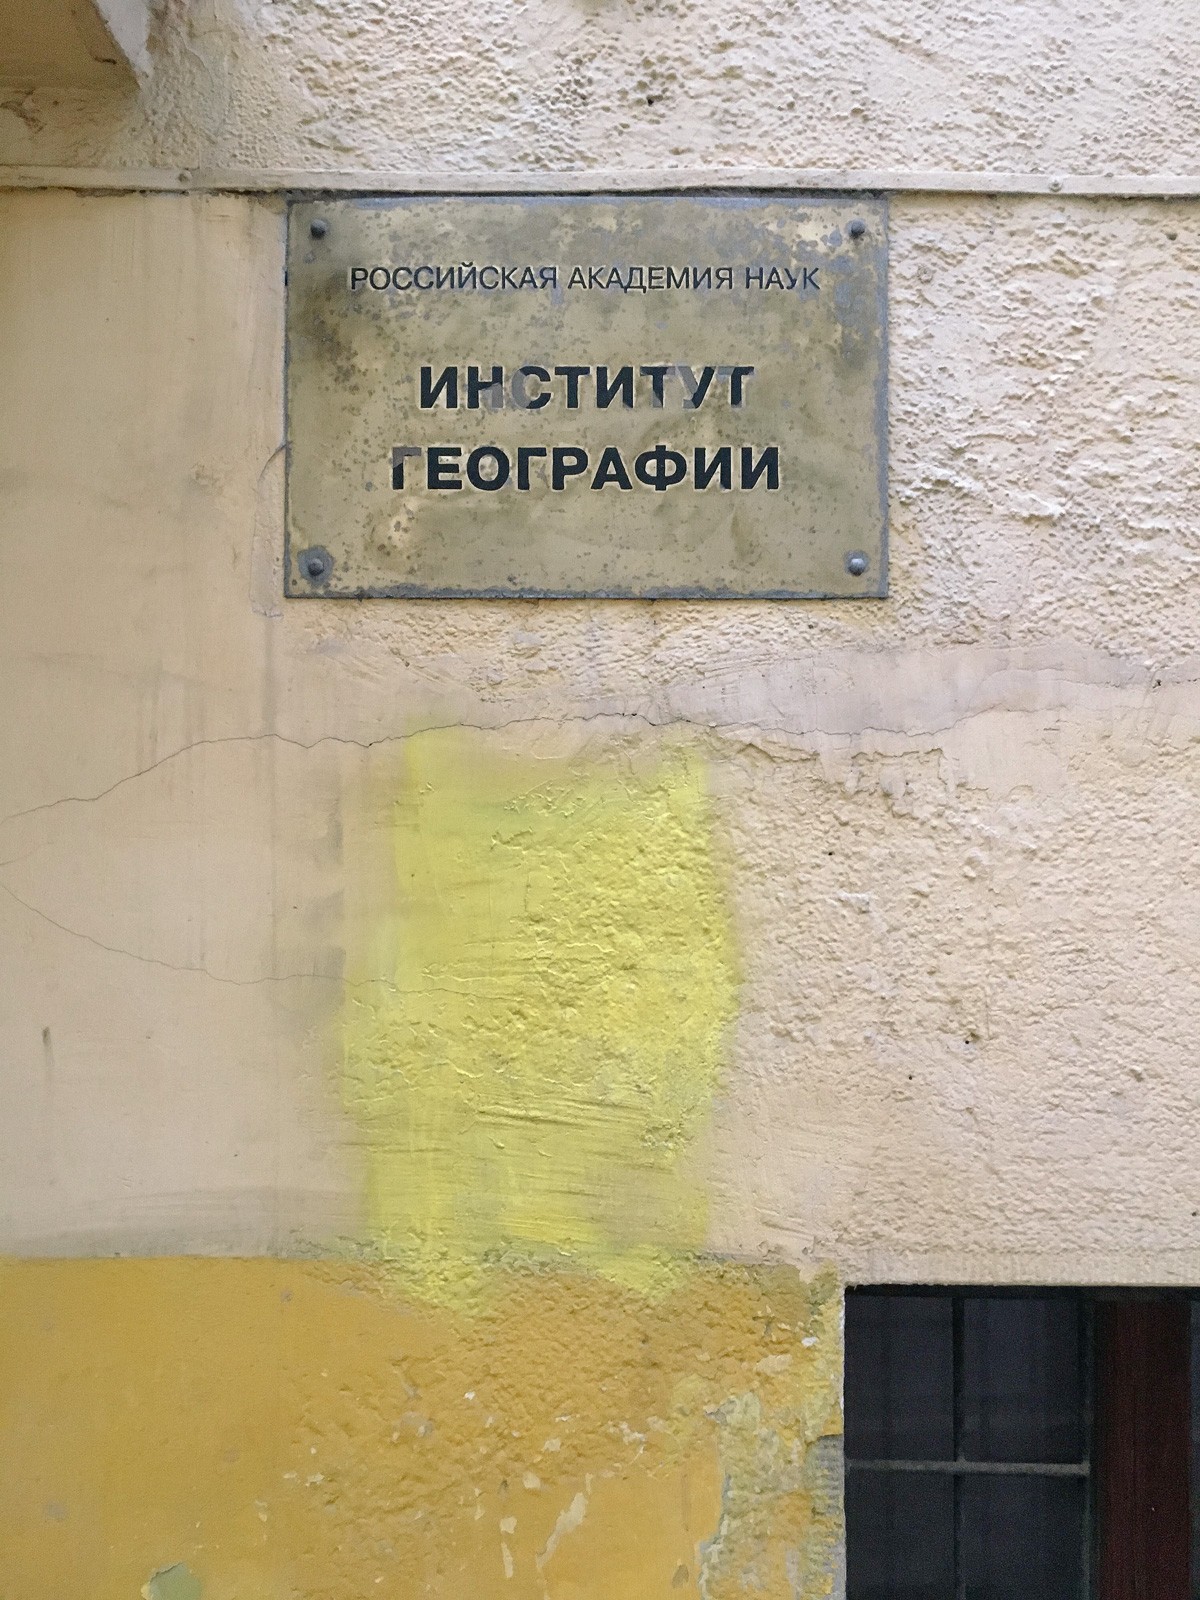 РОССИЙСКАЯ АКАДЕМИЯ НАУК
ИНСТИТУТ
ГЕОГРАФИИ